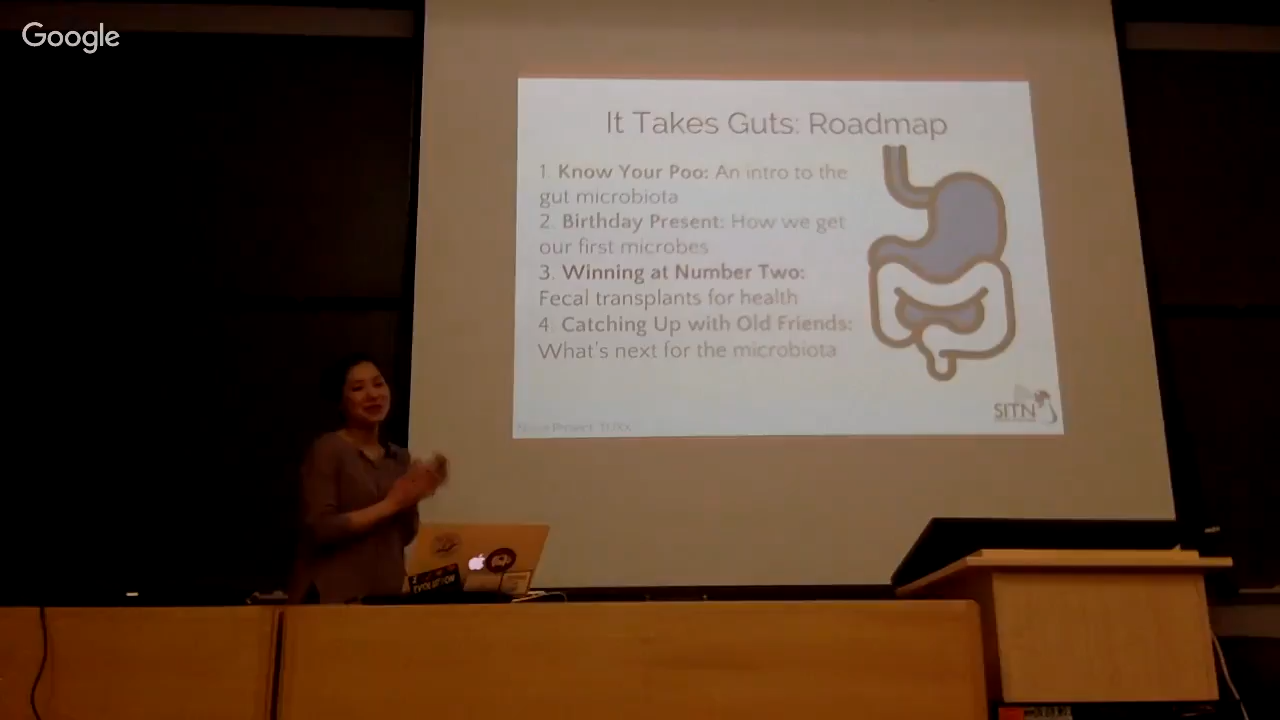 Google
It Takes Guts: Roadmap
1. Know Your Poo: An intro to the
gut microbiota
2. Birthday Present: How we get
our first microbes
3. Winning at Number Two:
Fecal transplants for health
4. Catching Up with Old Friends:
What's next for the microbiota
SITN
EVOLUTION